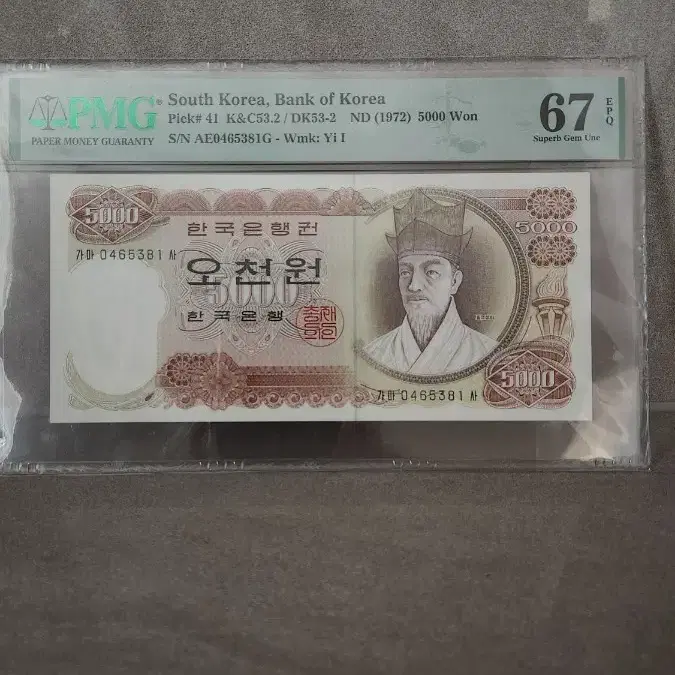 PMG®
PAPER MONEY GUARANTY
South Korea, Bank of Korea
Pick# 41 K&C53.2 / DK53-2 ND (1972) 5000 Won
S/N AE0465381G - Wmk: Yi I
67
EPQ
Superb Gem Unc
5000
한국은행권
5000
가마 0465381 사
오천원
5000
한국은행
5000
가마 0465381 사